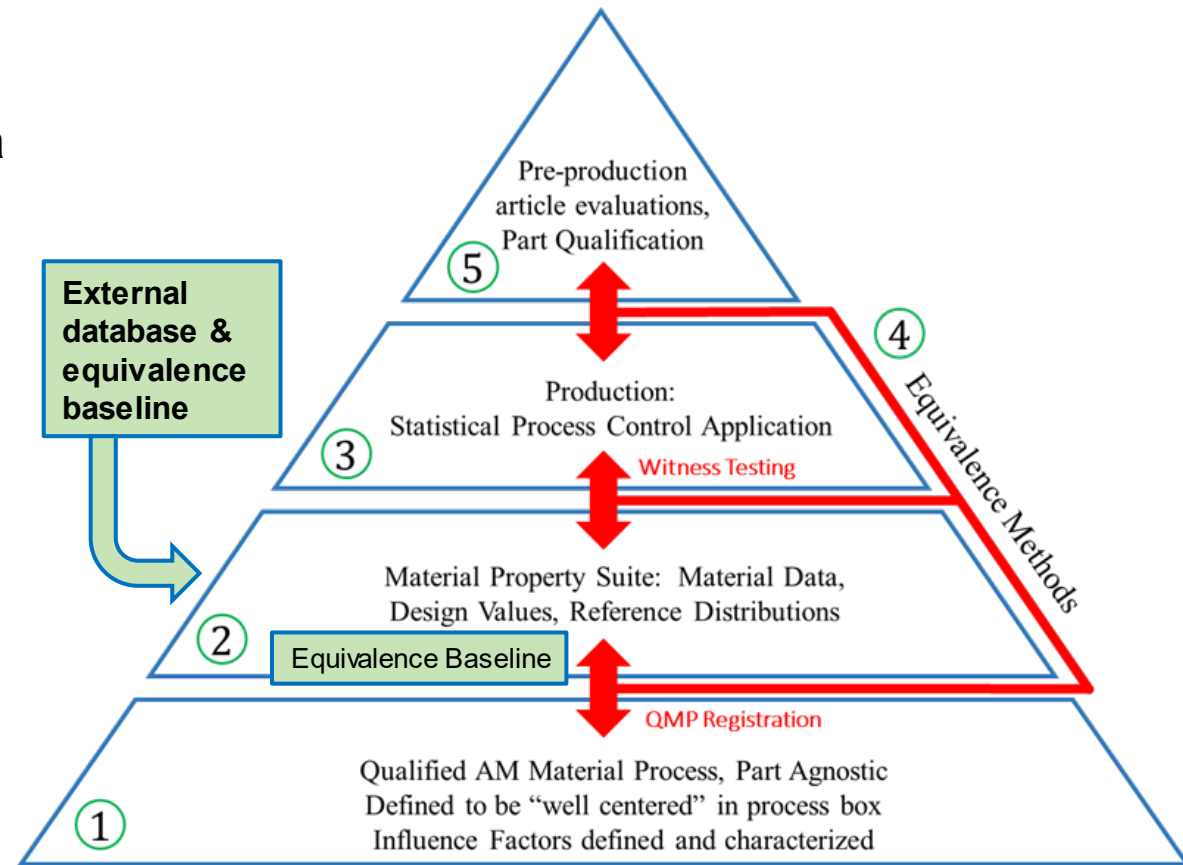 n
Pre-production
article evaluations,
Part Qualification
5
External
database &
equivalence
baseline
4
Equivalence Methods
Production:
Statistical Process Control Application
3
Witness Testing
Material Property Suite: Material Data,
Design Values, Reference Distributions
2
Equivalence Baseline
QMP Registration
Qualified AM Material Process, Part Agnostic
Defined to be “well centered” in process box
Influence Factors defined and characterized
1